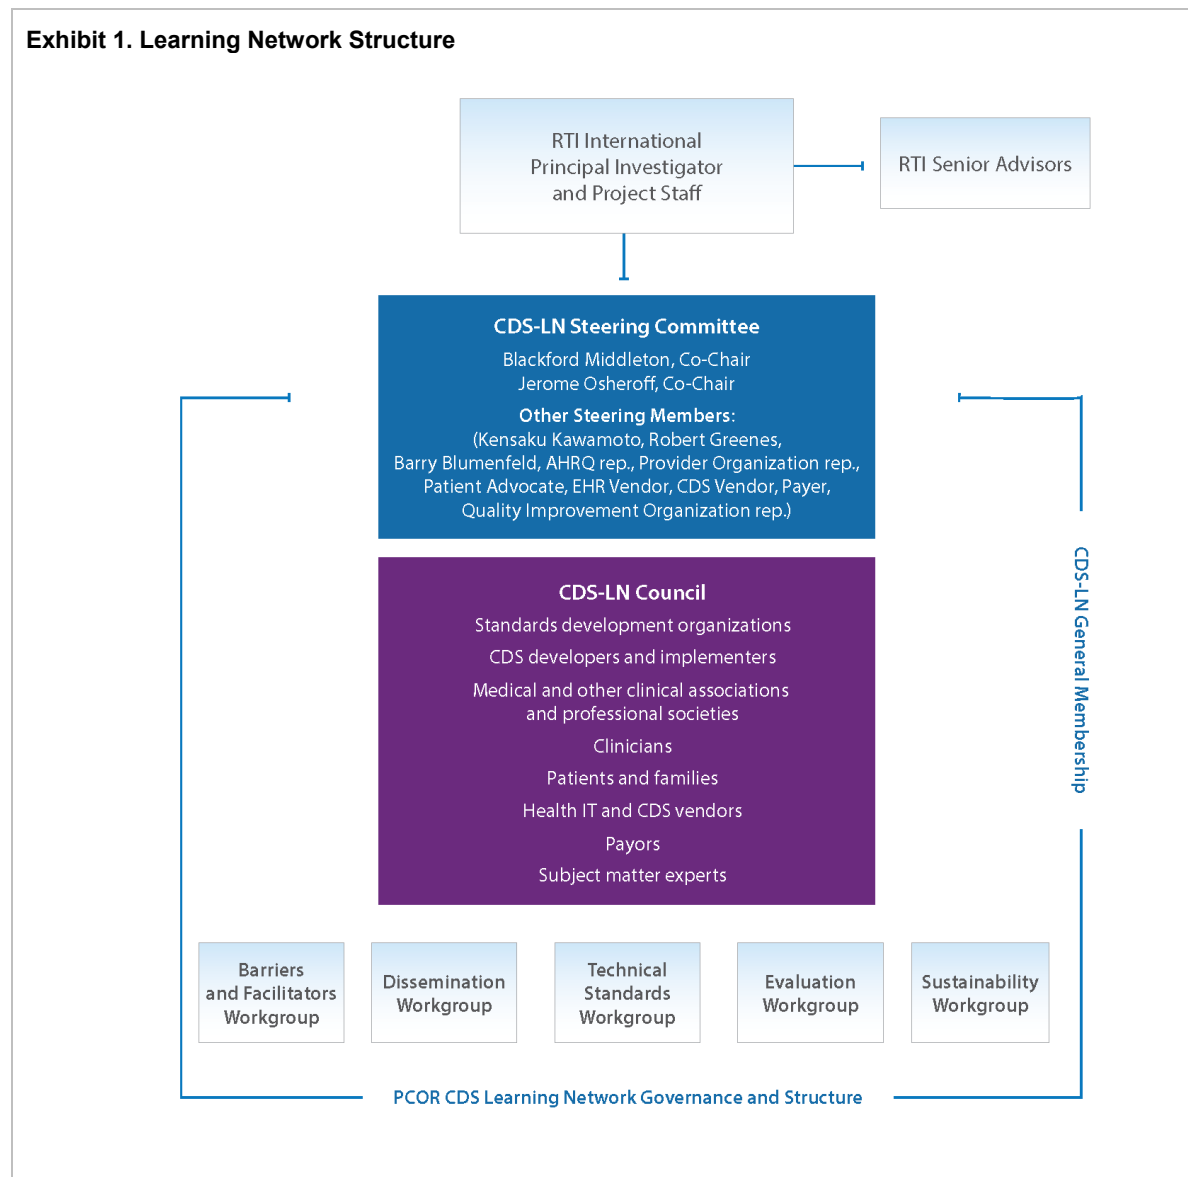 Exhibit 1. Learning Network Structure
RTI International
Principal Investigator
and Project Staff
RTI Senior Advisors
CDS-LN Steering Committee
Blackford Middleton, Co-Chair
Jerome Osheroff, Co-Chair
Other Steering Members:
(Kensaku Kawamoto, Robert Greenes,
Barry Blumenfeld, AHRQ rep., Provider Organization rep.,
Patient Advocate, EHR Vendor, CDS Vendor, Payer,
Quality Improvement Organization rep.)
CDS-LN Council
Standards development organizations
CDS developers and implementers
Medical and other clinical associations
and professional societies
Clinicians
Patients and families
Health IT and CDS vendors
Payors
Subject matter experts
CDS-LN General Membership
Barriers
and Facilitators
Workgroup
Dissemination
Workgroup
Technical
Standards
Workgroup
Evaluation
Workgroup
Sustainability
Workgroup
PCOR CDS Learning Network Governance and Structure